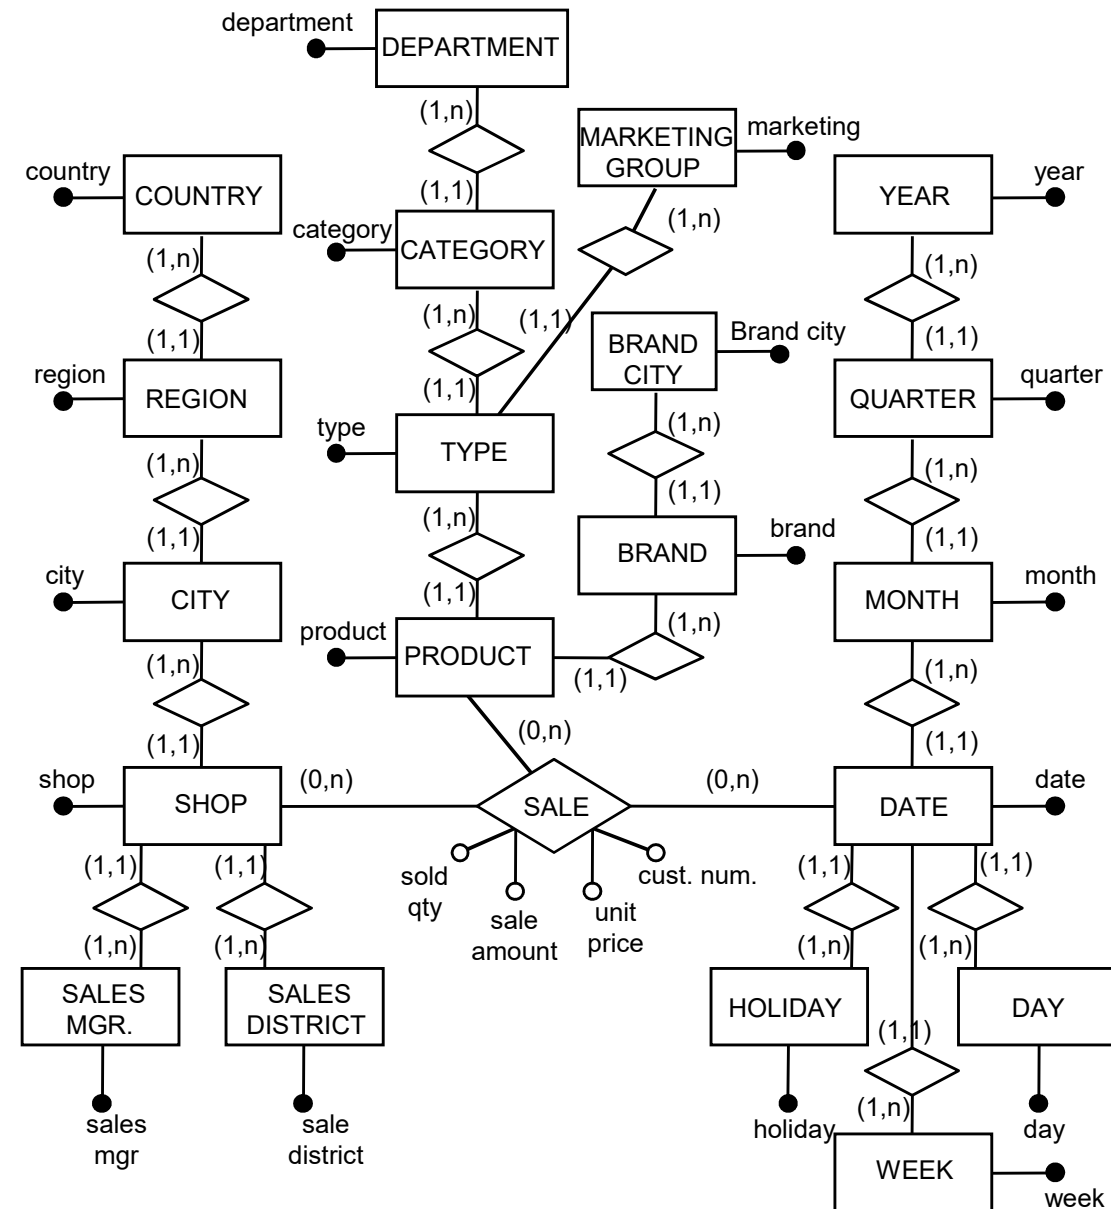 department
DEPARTMENT
(1,n)
MARKETING
GROUP
marketing
country
COUNTRY
(1,1)
category
CATEGORY
(1,n)
YEAR
year
(1,n)
(1,n)
(1,1)
(1,n)
(1,1)
BRAND
CITY
Brand city
(1,1)
region
REGION
(1,1)
QUARTER
quarter
type
TYPE
(1,n)
(1,n)
(1,n)
(1,n)
(1,1)
(1,1)
(1,1)
city
CITY
BRAND
brand
MONTH
month
(1,1)
product
PRODUCT
(1,n)
(1,1)
(1,n)
(1,n)
(0,n)
(1,1)
(1,1)
shop
SHOP
(0,n)
SALE
(0,n)
DATE
date
(1,1)
(1,1)
sold
qty
sale
amount
unit
price
cust. num.
(1,1)
(1,1)
(1,n)
(1,n)
(1,n)
(1,n)
SALES
MGR.
SALES
DISTRICT
HOLIDAY
DAY
(1,1)
(1,n)
sales
mgr
sale
district
holiday
day
WEEK
week